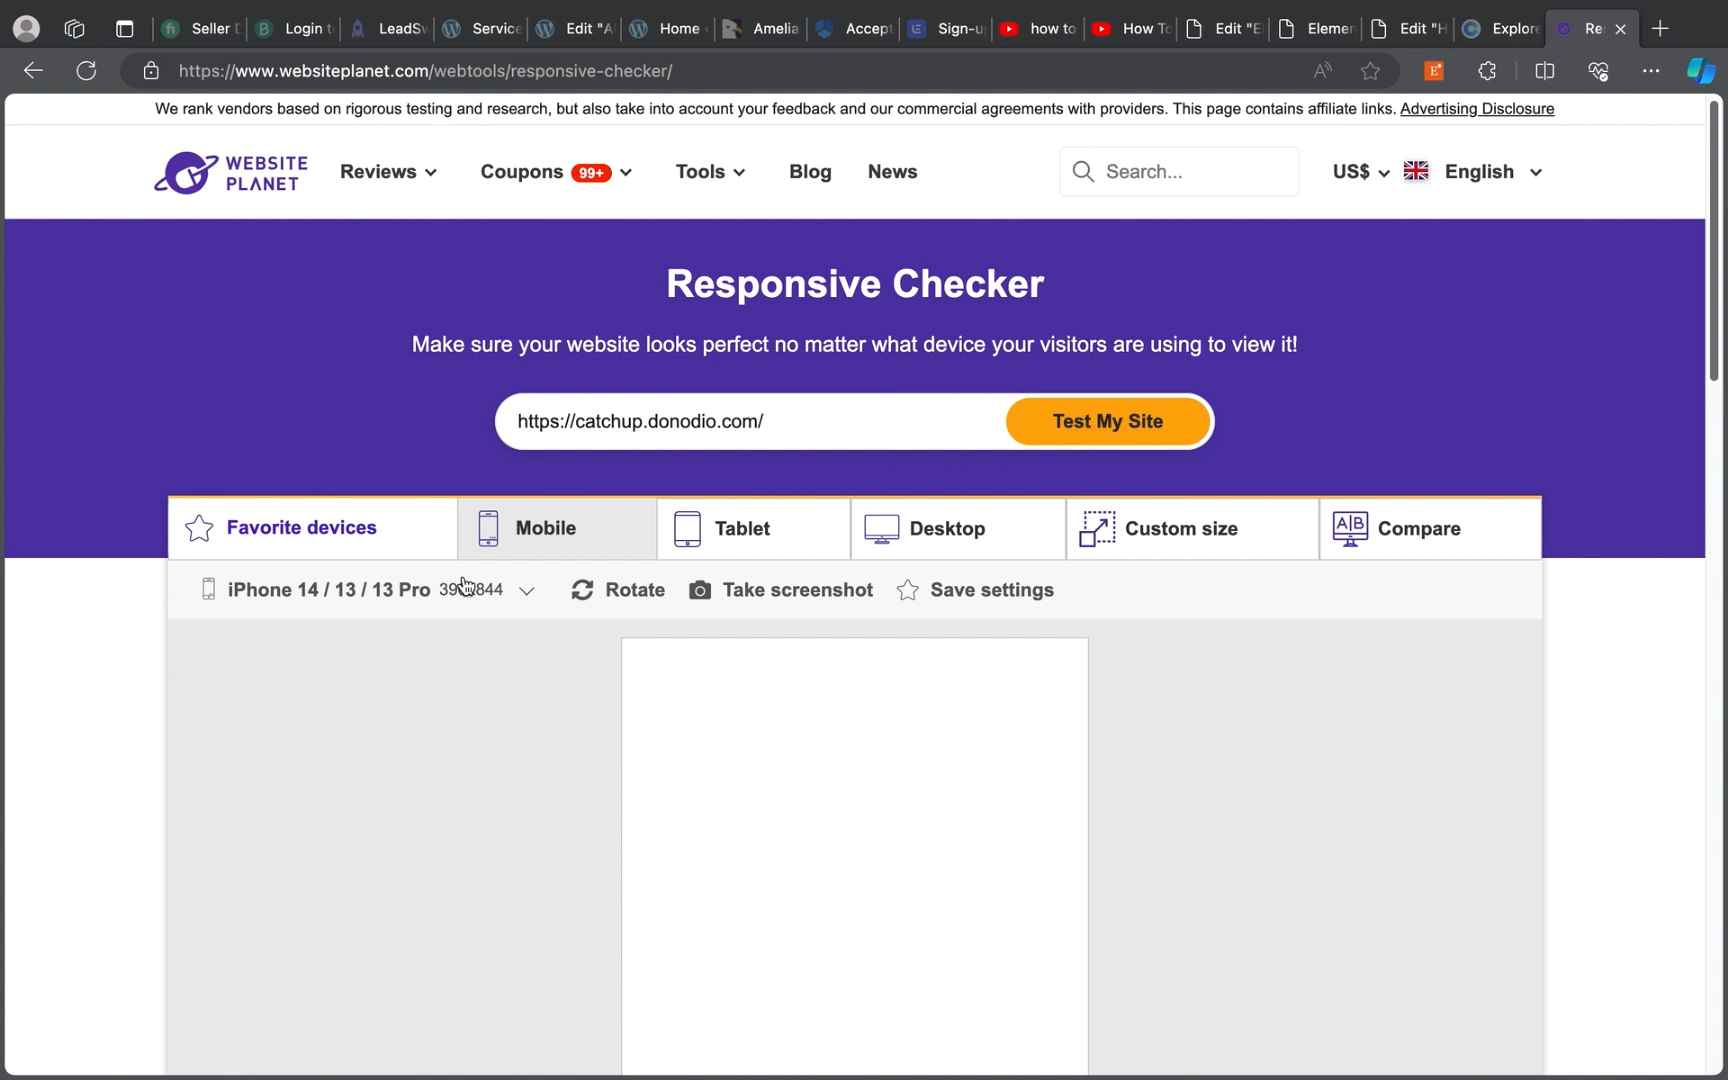 Seller
Login t
LeadSw
Service
Edit "A
Home
Amelia
Accept
Sign-u
how to
How To
Edit "E
Elemen
Edit "H
Explore
Re
https://www.websiteplanet.com/webtools/responsive-checker/
We rank vendors based on rigorous testing and research, but also take into account your feedback and our commercial agreements with providers. This page contains affiliate links. Advertising Disclosure
WEBSITE
PLANET
Reviews
Coupons 99+
Tools
Blog
News
Search...
US$
English
Responsive Checker
Make sure your website looks perfect no matter what device your visitors are using to view it!
https://catchup.donodio.com/
Test My Site
Favorite devices
Mobile
Tablet
Desktop
Custom size
A|B Compare
iPhone 14 / 13 / 13 Pro
Rotate
Take screenshot
Save settings